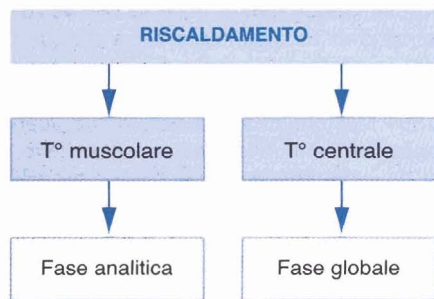 RISCALDAMENTO
T° muscolare
T° centrale
Fase analitica
Fase globale